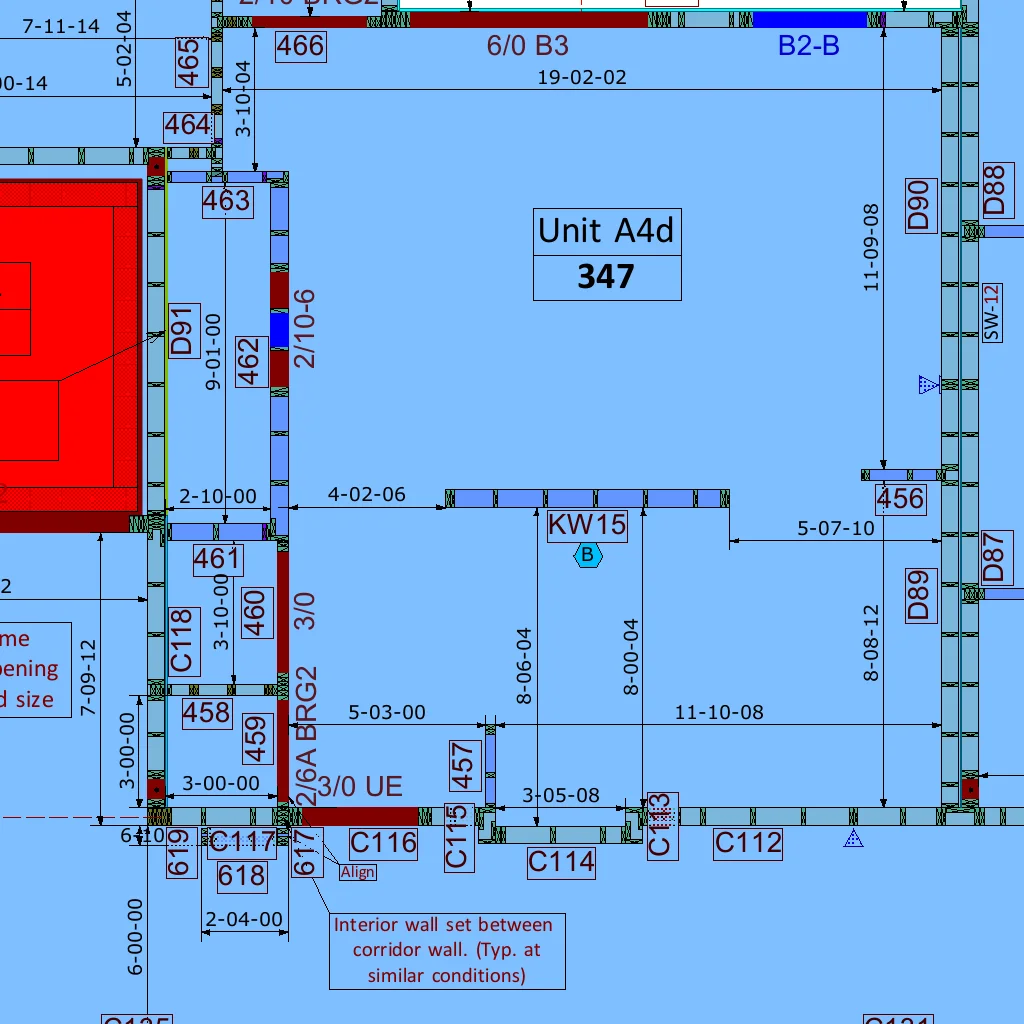 7-11-14
5-02-04
465
466
6/0 B3
B2-B
00-14
3-10-04
19-02-02
464
463
D90
D88
11-09-08
Unit A4d
347
SW-12
D91
9-01-00
462
2/10-6
2-10-00
4-02-06
KW15
B
456
5-07-10
461
D87
D89
C118
3-10-00
460
3/0
7-09-12
8-06-04
8-00-04
8-08-12
me
pening
d size
458
459
2/6A BRG2
5-03-00
11-10-08
3-00-00
457
3-00-00
3/0 UE
3-05-08
619
C117
617
C116
C115
C114
C113
C112
618
Align
2-04-00
6-00-00
Interior wall set between
corridor wall. (Typ. at
similar conditions)